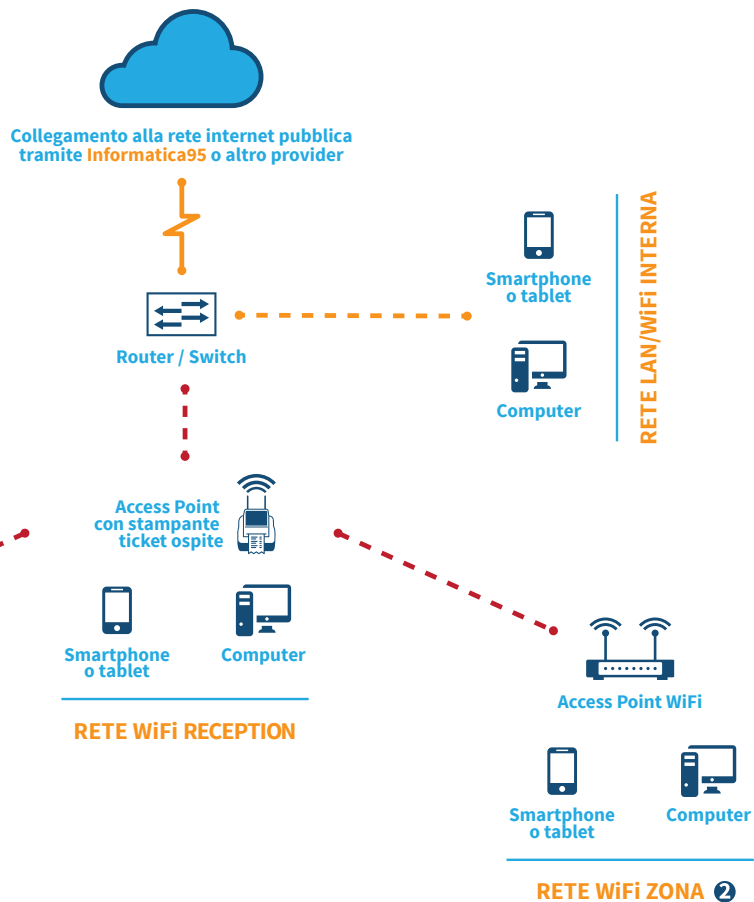 Collegamento alla rete internet pubblica
tramite Informatica95 o altro provider
Smartphone
o tablet
Computer
RETE LAN/WiFi INTERNA
Router / Switch
Access Point
con stampante
ticket ospite
Smartphone
o tablet
Computer
RETE WiFi RECEPTION
Access Point WiFi
Smartphone
o tablet
Computer
RETE WiFi ZONA 2